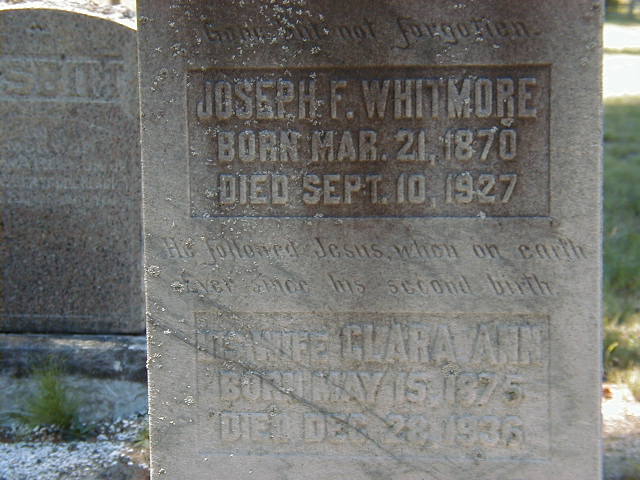 Gone but not forgotten.
JOSEPH F. WHITMORE
BORN MAR. 21, 1870
DIED SEPT. 10, 1927
He followed Jesus, when on earth
ever since his second birth
WIFE CLARA ANN
BORN MAY 15, 1875
DIED DEC. 28, 1936